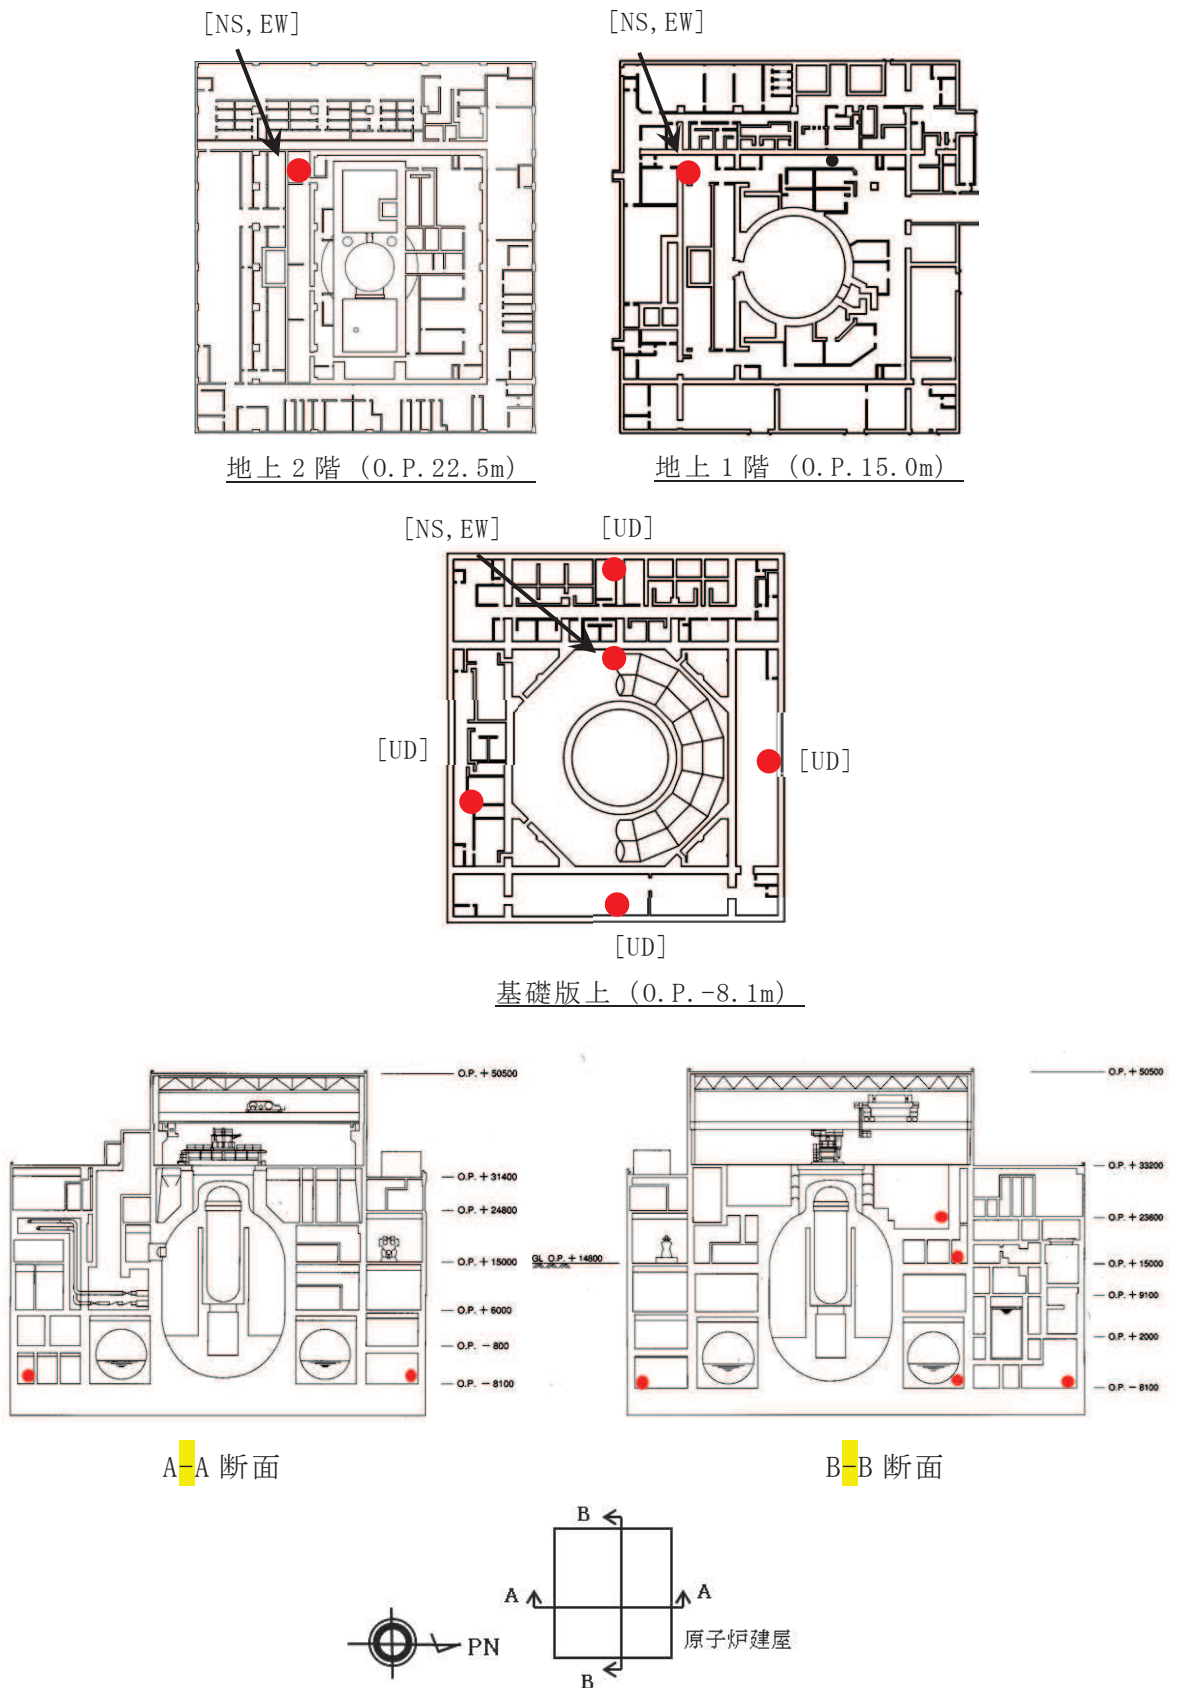 [NS, EW]
[NS, EW]
地上 2 階 (O.P.22.5m)
地上 1 階 (O.P.15.0m)
[NS, EW]
[UD]
[UD]
[UD]
[UD]
基礎版上 (O.P.-8.1m)
O.P. + 50500
O.P. + 31400
O.P. + 24800
O.P. + 15000
O.P. + 6000
O.P. - 800
O.P. - 8100
GL O.P. + 14800
O.P. + 50500
O.P. + 33200
O.P. + 23600
O.P. + 15000
O.P. + 9100
O.P. + 2000
O.P. - 8100
A-A 断面
B-B 断面
B
A
A
B
PN
原子炉建屋